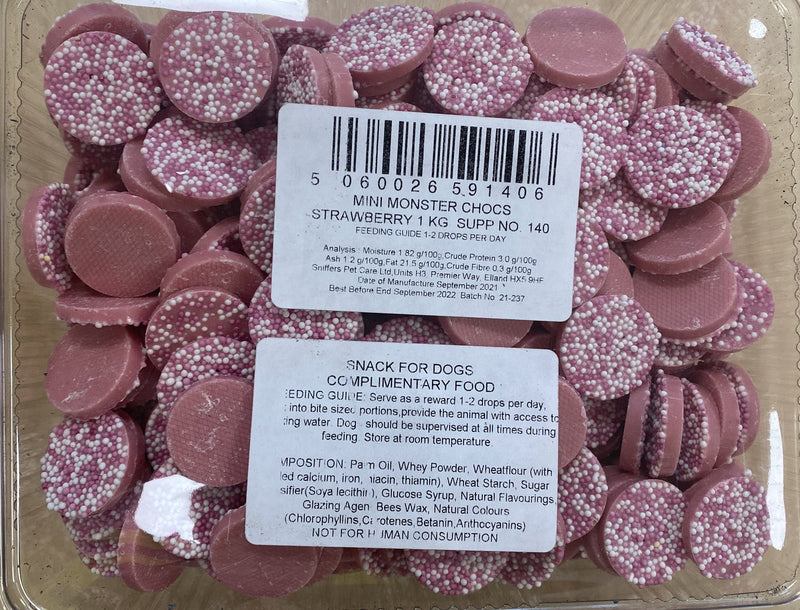 5 060026 591406
MINI MONSTER CHOCS
STRAWBERRY 1 KG SUPP NO. 140
FEEDING GUIDE 1-2 DROPS PER DAY
Analysis : Moisture 1.82 g/100g,Crude Protein 3.0 g/100g
Ash 1.2 g/100g,Fat 21.5 g/100g,Crude Fibre 0.3 g/100g
Sniffers Pet Care Ltd,Units H3, Premier Way, Elland HX5 9HF
Date of Manufacture September 2021
Best Before End September 2022 Batch No. 21-237
SNACK FOR DOGS
COMPLIMENTARY FOOD
EEDING GUIDE: Serve as a reward 1-2 drops per day,
into bite sized portions,provide the animal with access to
water. Dog should be supervised at all times during
feeding. Store at room temperature.
MPOSITION: Palm Oil, Whey Powder, Wheatflour (with
calcium, iron, niacin, thiamin), Wheat Starch, Sugar
sifier(Soya lecithin), Glucose Syrup, Natural Flavourings,
Glazing Agen Bees Wax, Natural Colours
(Chlorophyllins,Carotenes,Betanin,Anthocyanins)
NOT FOR HUMAN CONSUMPTION